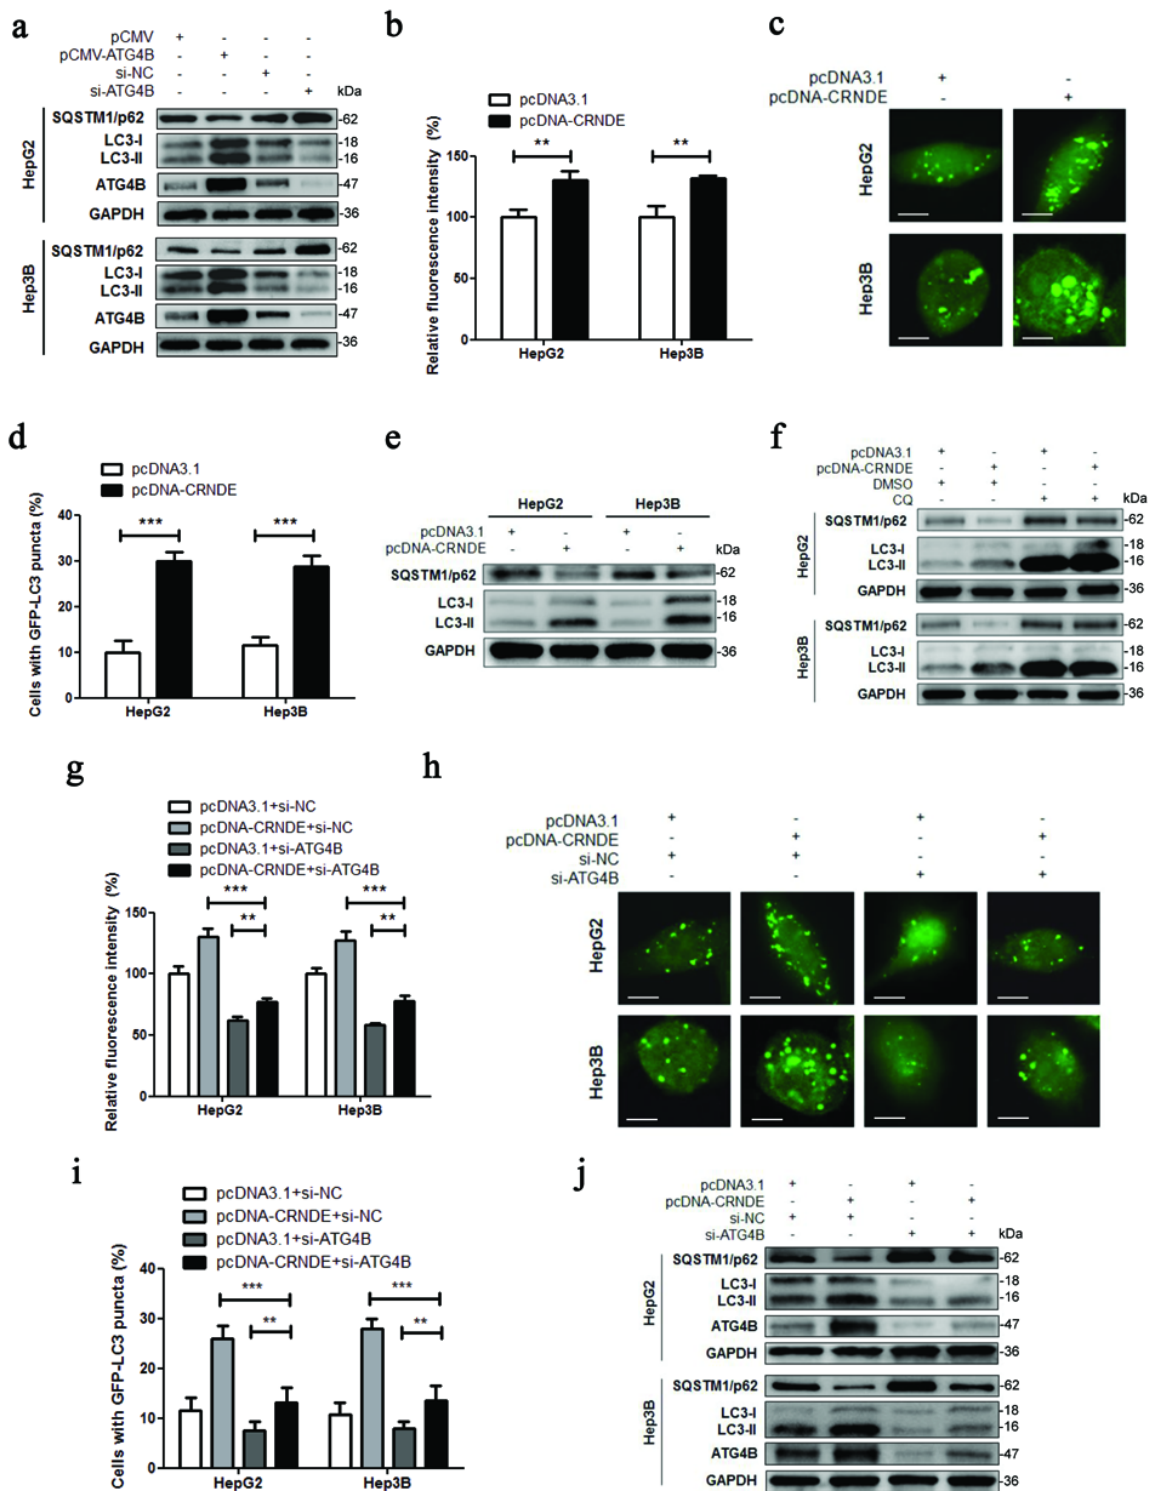 a
pCMV + - - -
pCMV-ATG4B - + - -
si-NC - - + -
si-ATG4B - - - + kDa
HepG2
SQSTM1/p62 -62
LC3-I -18
LC3-II -16
ATG4B -47
GAPDH -36
Hep3B
SQSTM1/p62 -62
LC3-I -18
LC3-II -16
ATG4B -47
GAPDH -36
b
pcDNA3.1
pcDNA-CRNDE
Relative fluorescence intensity (%)
150
100
50
0
** **
HepG2 Hep3B
c
pcDNA3.1 + -
pcDNA-CRNDE - +
HepG2
Hep3B
d
pcDNA3.1
pcDNA-CRNDE
Cells with GFP-LC3 puncta (%)
40
30
20
10
0
*** ***
HepG2 Hep3B
e
HepG2 Hep3B
pcDNA3.1 + - + -
pcDNA-CRNDE - + - + kDa
SQSTM1/p62 -62
LC3-I -18
LC3-II -16
GAPDH -36
f
pcDNA3.1 + - + -
pcDNA-CRNDE - + - +
DMSO + + - -
CQ - - + + kDa
HepG2
SQSTM1/p62 -62
LC3-I -18
LC3-II -16
GAPDH -36
Hep3B
SQSTM1/p62 -62
LC3-I
LC3-II -16
GAPDH -36
g
pcDNA3.1+si-NC
pcDNA-CRNDE+si-NC
pcDNA3.1+si-ATG4B
pcDNA-CRNDE+si-ATG4B
Relative fluorescence intensity (%)
150
100
50
0
*** ***
** **
HepG2 Hep3B
h
pcDNA3.1 + - + -
pcDNA-CRNDE - + - +
si-NC + + - -
si-ATG4B - - + +
HepG2
Hep3B
i
pcDNA3.1+si-NC
pcDNA-CRNDE+si-NC
pcDNA3.1+si-ATG4B
pcDNA-CRNDE+si-ATG4B
Cells with GFP-LC3 puncta (%)
40
30
20
10
0
*** ***
** **
HepG2 Hep3B
j
pcDNA3.1 + - + -
pcDNA-CRNDE - + - +
si-NC + + - -
si-ATG4B - - + + kDa
HepG2
SQSTM1/p62 -62
LC3-I -18
LC3-II -16
ATG4B -47
GAPDH -36
Hep3B
SQSTM1/p62 -62
LC3-I -18
LC3-II -16
ATG4B -47
GAPDH -36